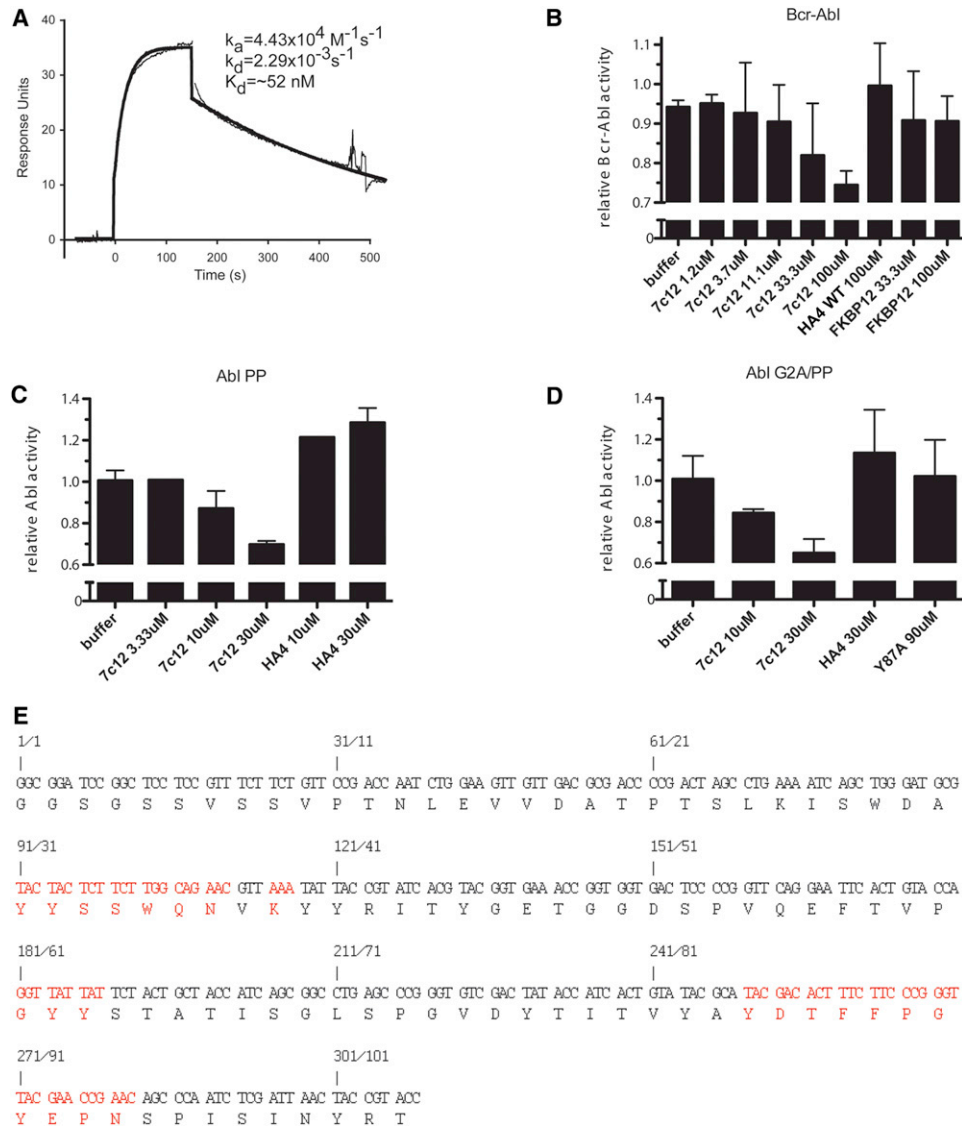 A
Response Units
40
30
20
10
0
0
100
200
300
400
500
Time (s)
kₐ=4.43x10⁴ M⁻¹s⁻¹
k_d=2.29x10⁻³s⁻¹
K_d=~52 nM
B
Bcr-Abl
relative Bcr-Abl activity
1.1
1.0
0.9
0.8
0.7
0
buffer
7c12 1.2uM
7c12 3.7uM
7c12 11.1uM
7c12 33.3uM
7c12 100uM
HA4 WT 100uM
FKBP12 33.3uM
FKBP12 100uM
C
Abl PP
relative Abl activity
1.4
1.2
1.0
0.8
0.6
0
buffer
7c12 3.33uM
7c12 10uM
7c12 30uM
HA4 10uM
HA4 30uM
D
Abl G2A/PP
relative Abl activity
1.4
1.2
1.0
0.8
0.6
0
buffer
7c12 10uM
7c12 30uM
HA4 30uM
Y87A 90uM
E
1/1 31/11 61/21
GGC GGA TCC GGC TCC TCC GTT TCT TCT GTT CCG ACC AAT CTG GAA GTT GTT GAC GCG ACC CCG ACT AGC CTG AAA ATC AGC TGG GAT GCG
G G S G S S V S S V P T N L E V V D A T P T S L K I S W D A
91/31 121/41 151/51
TAC TAC TCT TCT TGG CAG AAC GTT AAA TAT TAC CGT ATC ACG TAC GGT GAA ACC GGT GGT GAC TCC CCG GTT CAG GAA TTC ACT GTA CCA
Y Y S S W Q N V K Y Y R I T Y G E T G G D S P V Q E F T V P
181/61 211/71 241/81
GGT TAT TAT TCT ACT GCT ACC ATC AGC GGC CTG AGC CCG GGT GTC GAC TAT ACC ATC ACT GTA TAC GCA TAC GAC ACT TTC TTC CCG GGT
G Y Y S T A T I S G L S P G V D Y T I T V Y A Y D T F F P G
271/91 301/101
TAC GAA CCG AAC AGC CCA ATC TCG ATT AAC TAC CGT ACC
Y E P N S P I S I N Y R T